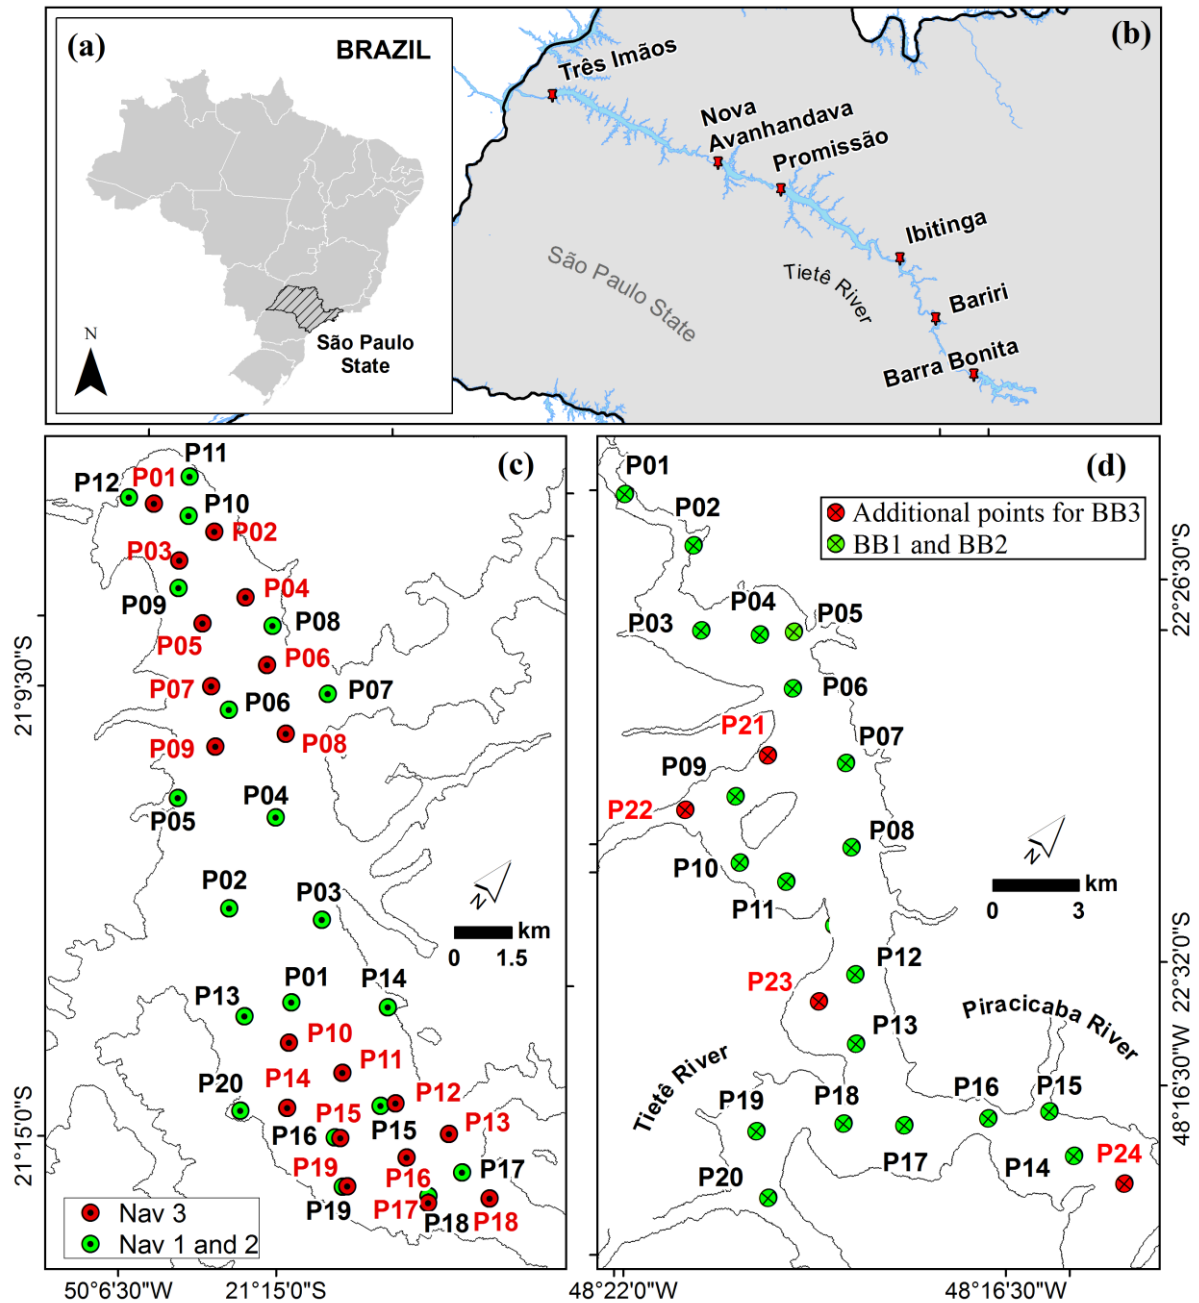 (a)
BRAZIL
São Paulo
State
N
(b)
Três Imãos
Nova
Avanhandava
Promissão
Ibitinga
Bariri
Barra Bonita
São Paulo State
Tietê River
(c)
P11
P12
P01
P10
P02
P03
P04
P09
P08
P05
P06
P07
P07
P06
P09
P08
P05
P04
P02
P03
N
km
0 1.5
P01
P14
P13
P10
P11
P14
P12
P20
P15
P13
P16
P15
P19
P16
P17
P19
P17
P18
P18
Nav 3
Nav 1 and 2
21°9'30"S
21°15'0"S
50°6'30"W
21°15'0"S
(d)
Additional points for BB3
BB1 and BB2
P01
P02
P03
P04
P05
P06
P21
P07
P09
P22
P08
P10
P11
N
km
0 3
P12
P23
P13
Piracicaba River
Tietê River
P19
P18
P16
P15
P17
P14
P24
P20
22°26'30"S
22°32'0"S
48°16'30"W
48°22'0"W
48°16'30"W